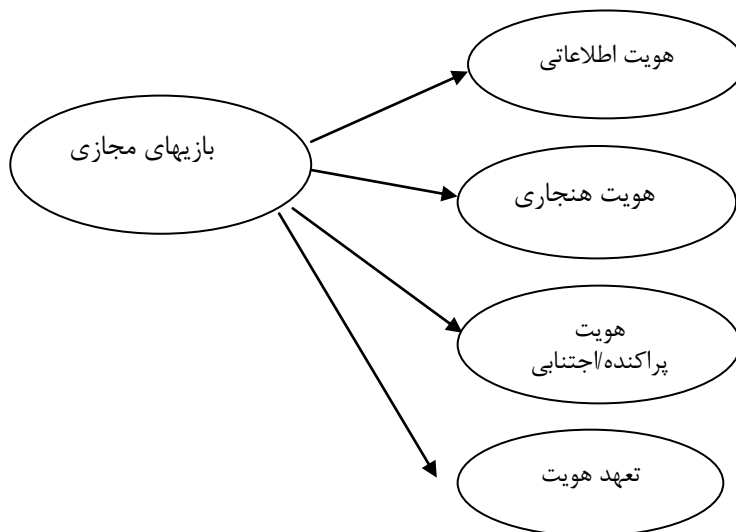 هویت اطلاعاتی
بازیهای مجازی
هویت هنجاری
هویت
پراکنده/اجتنابی
تعهد هویت